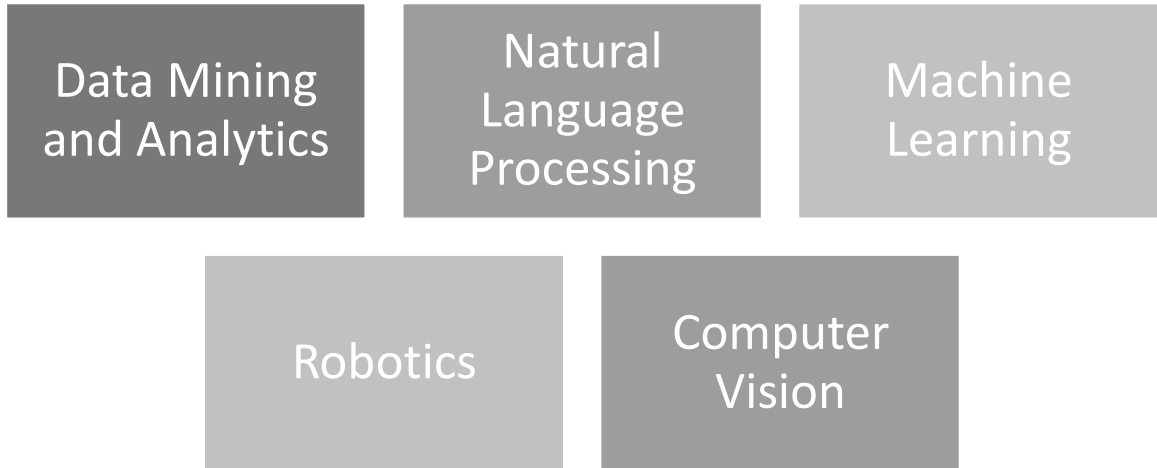 Data Mining
and Analytics
Natural
Language
Processing
Machine
Learning
Robotics
Computer
Vision